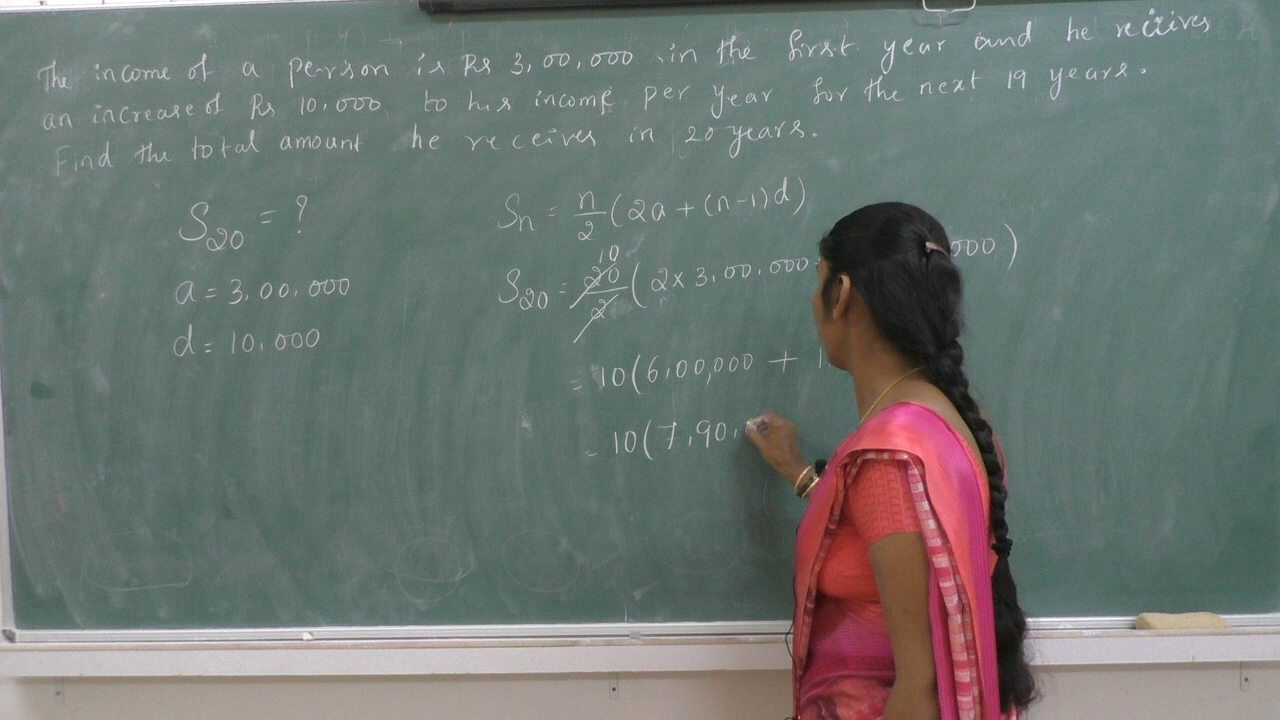 The income of a person is Rs 3,00,000 in the first year and he receives
an increase of Rs 10,000 to his income per year for the next 19 years.
Find the total amount he receives in 20 years.
S20 = ?
a = 3,00,000
d = 10,000
Sn = n/2 (2a + (n-1)d)
10
S20 = 20/2 (2 x 3,00,000 000)
= 10(6,00,000 + 1
= 10(7,90,